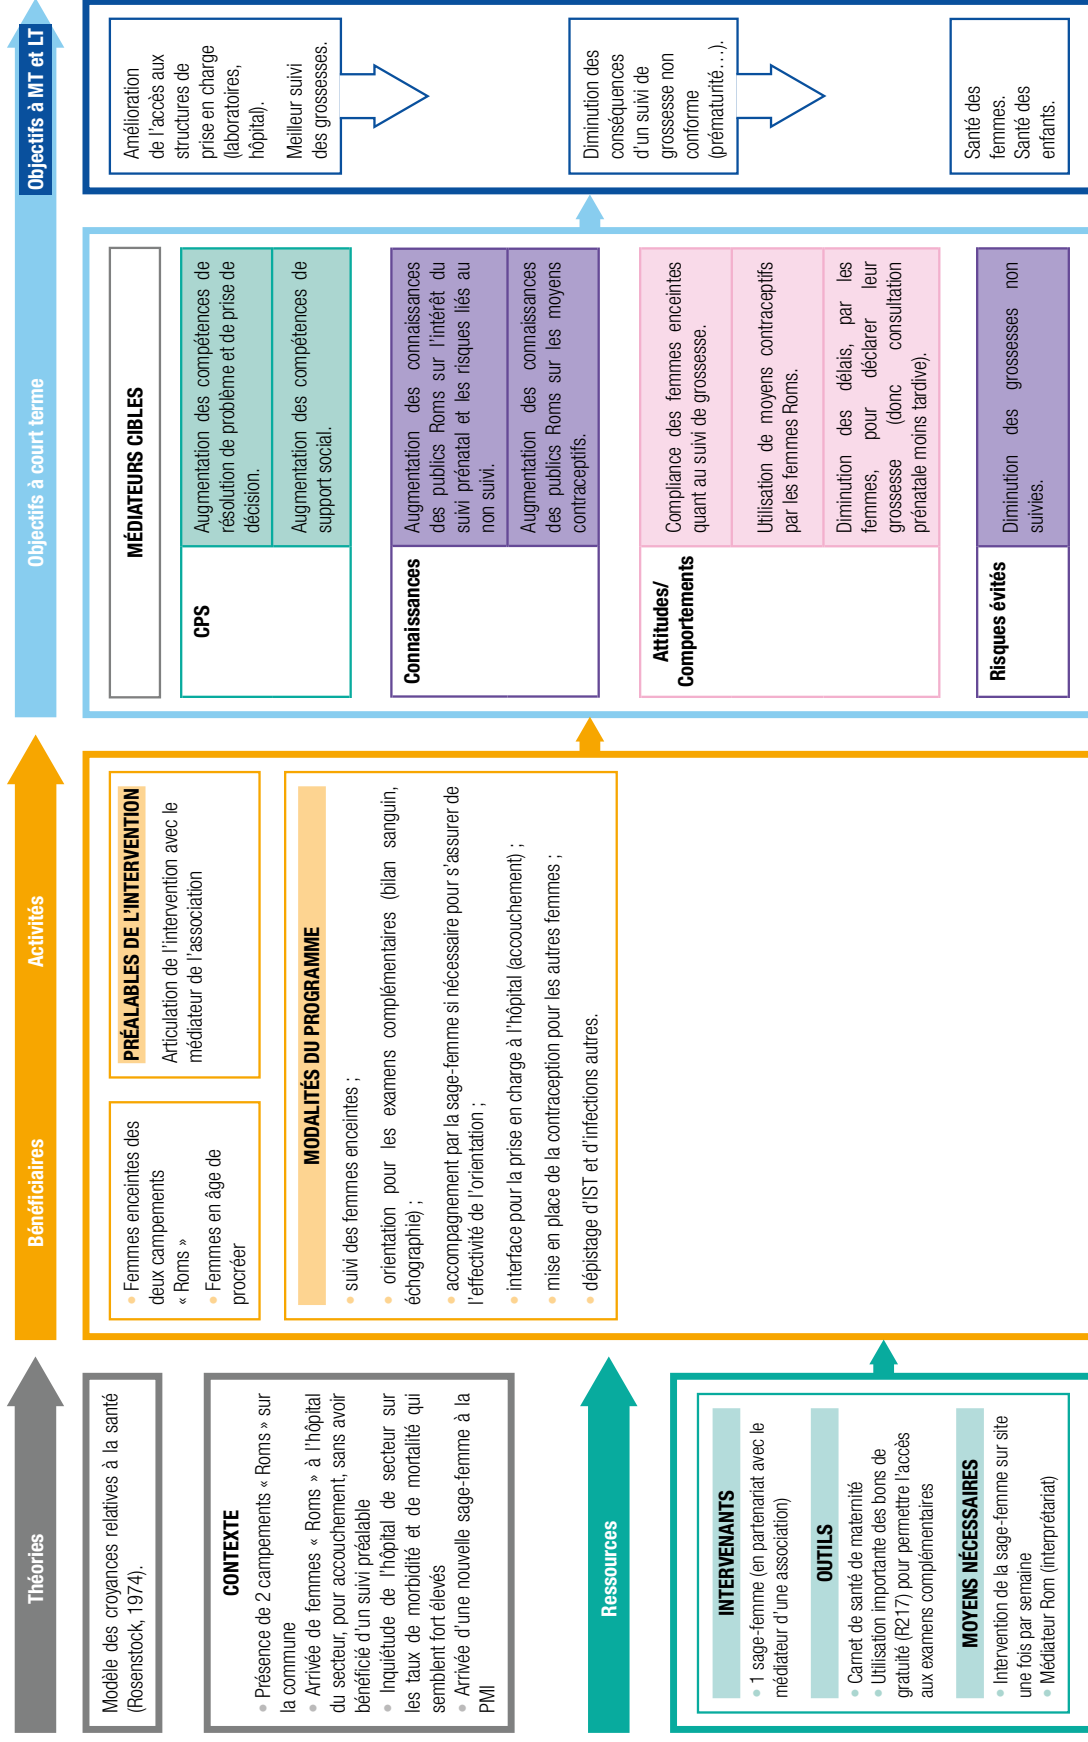 Théories
Modèle des croyances relatives à la santé
(Rosenstock, 1974).
CONTEXTE
• Présence de 2 campements « Roms » sur
la commune
• Arrivée de femmes « Roms » à l'hôpital
du secteur, pour accouchement, sans avoir
bénéficié d'un suivi préalable
• Inquiétude de l'hôpital de secteur sur
les taux de morbidité et de mortalité qui
semblent fort élevés
• Arrivée d'une nouvelle sage-femme à la
PMI
Ressources
INTERVENANTS
• 1 sage-femme (en partenariat avec le
médiateur d'une association)
OUTILS
• Carnet de santé de maternité
• Utilisation importante des bons de
gratuité (R217) pour permettre l'accès
aux examens complémentaires
MOYENS NÉCESSAIRES
• Intervention de la sage-femme sur site
une fois par semaine
• Médiateur Rom (interprétariat)
Bénéficiaires
Activités
• Femmes enceintes des
deux campements
« Roms »
• Femmes en âge de
procréer
PRÉALABLES DE L'INTERVENTION
Articulation de l'intervention avec le
médiateur de l'association
MODALITÉS DU PROGRAMME
• suivi des femmes enceintes ;
• orientation pour les examens complémentaires (bilan sanguin,
échographie) ;
• accompagnement par la sage-femme si nécessaire pour s'assurer de
l'effectivité de l'orientation ;
• interface pour la prise en charge à l'hôpital (accouchement) ;
• mise en place de la contraception pour les autres femmes ;
• dépistage d'IST et d'infections autres.
Objectifs à court terme
MÉDIATEURS CIBLES
CPS
Augmentation des compétences de
résolution de problème et de prise de
décision.
Augmentation des compétences de
support social.
Connaissances
Augmentation des connaissances
des publics Roms sur l'intérêt du
suivi prénatal et les risques liés au
non suivi.
Augmentation des connaissances
des publics Roms sur les moyens
contraceptifs.
Attitudes/
Comportements
Compliance des femmes enceintes
quant au suivi de grossesse.
Utilisation de moyens contraceptifs
par les femmes Roms.
Diminution des délais, par les
femmes, pour déclarer leur
grossesse (donc consultation
prénatale moins tardive).
Risques évités
Diminution des grossesses non
suivies.
Objectifs à MT et LT
Amélioration
de l'accès aux
structures de
prise en charge
(laboratoires,
hôpital).
Meilleur suivi
des grossesses.
Diminution des
conséquences
d'un suivi de
grossesse non
conforme
(prématurité…).
Santé des
femmes.
Santé des
enfants.